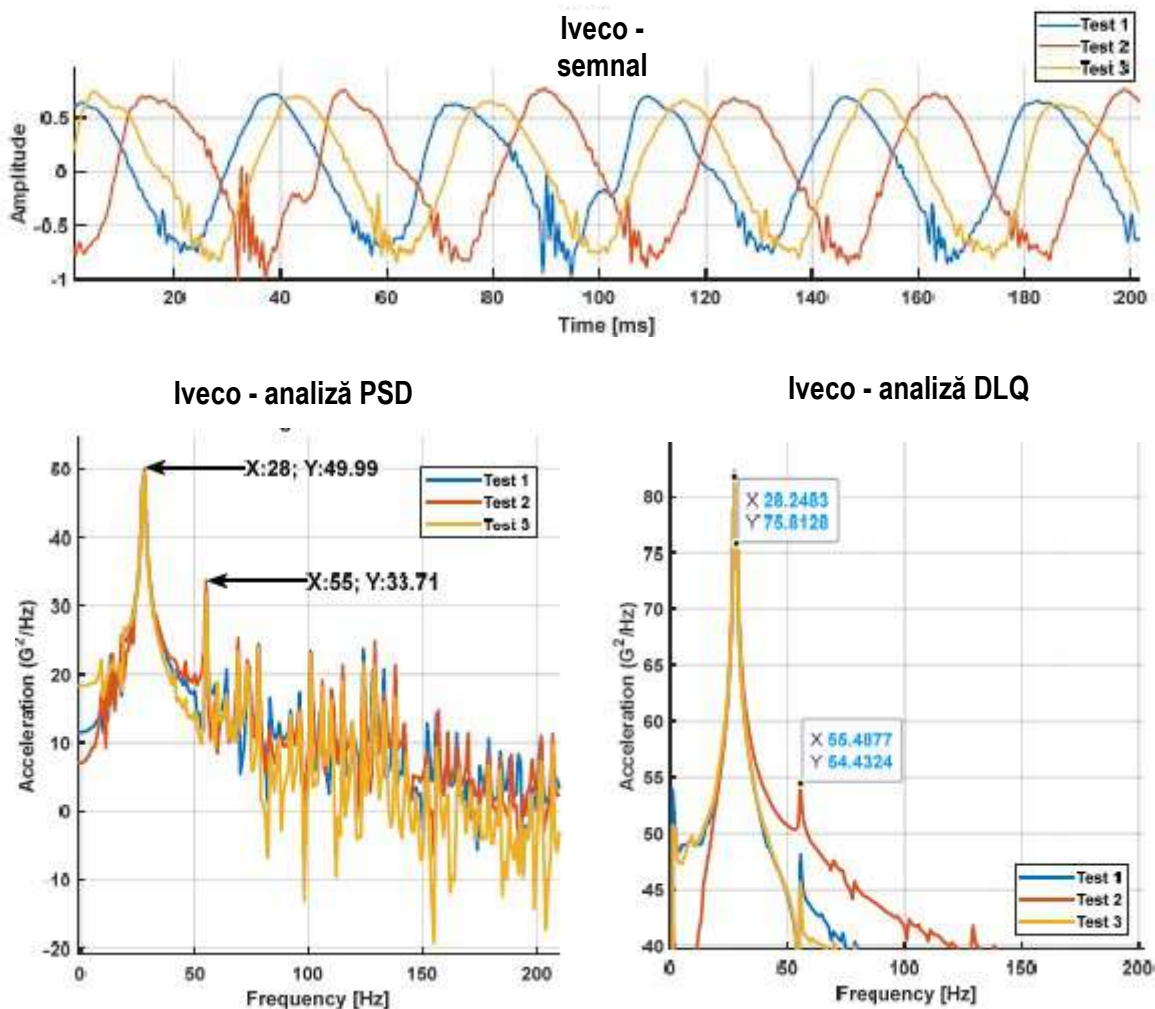 Iveco -
semnal
Test 1
Test 2
Test 3
Amplitude
0.5
0
-0.5
-1
20
40
60
80
100
120
140
160
180
200
Time [ms]
Iveco - analiză PSD
X:28; Y:49.99
X:55; Y:33.71
Test 1
Test 2
Test 3
Acceleration (G²/Hz)
50
40
30
20
10
0
-10
-20
0
50
100
150
200
Frequency [Hz]
Iveco - analiză DLQ
X 28.2483
Y 75.8128
X 55.4877
Y 54.4324
Test 1
Test 2
Test 3
Acceleration (G²/Hz)
80
75
70
65
60
55
50
45
40
0
50
100
150
200
Frequency [Hz]